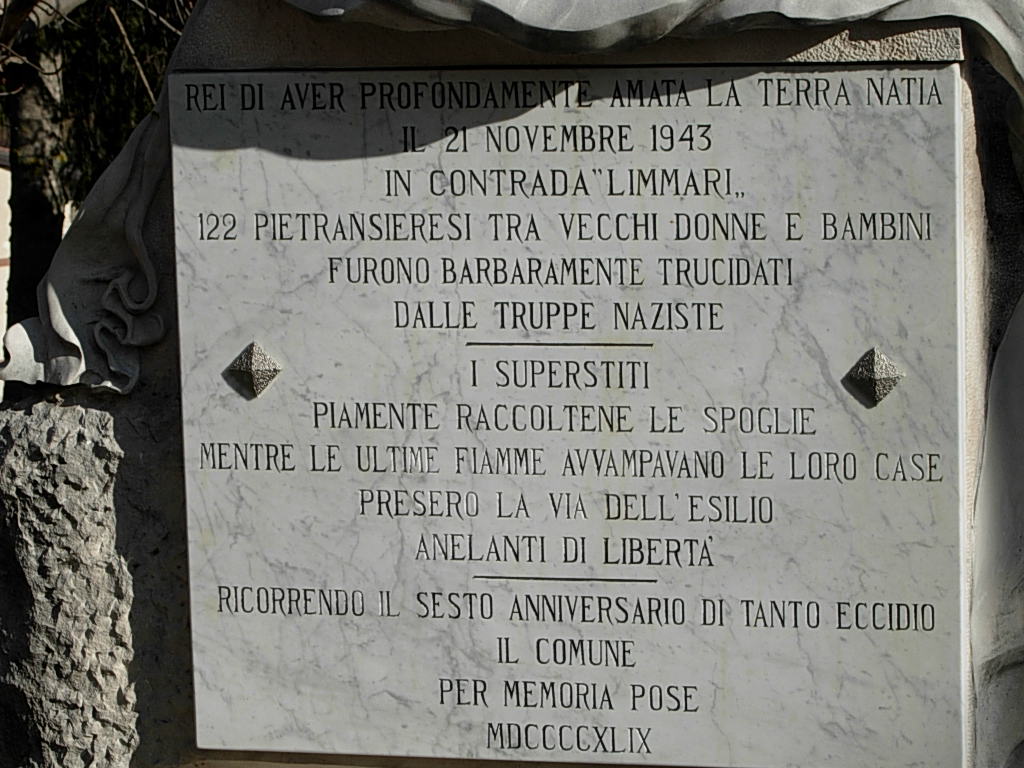 REI DI AVER PROFONDAMENTE AMATA LA TERRA NATIA
IL 21 NOVEMBRE 1943
IN CONTRADA "LIMMARI„
122 PIETRANSIERESI TRA VECCHI DONNE E BAMBINI
FURONO BARBARAMENTE TRUCIDATI
DALLE TRUPPE NAZISTE
I SUPERSTITI
PIAMENTE RACCOLTENE LE SPOGLIE
MENTRE LE ULTIME FIAMME AVVAMPAVANO LE LORO CASE
PRESERO LA VIA DELL'ESILIO
ANELANTI DI LIBERTA'
RICORRENDO IL SESTO ANNIVERSARIO DI TANTO ECCIDIO
IL COMUNE
PER MEMORIA POSE
MDCCCCXLIX